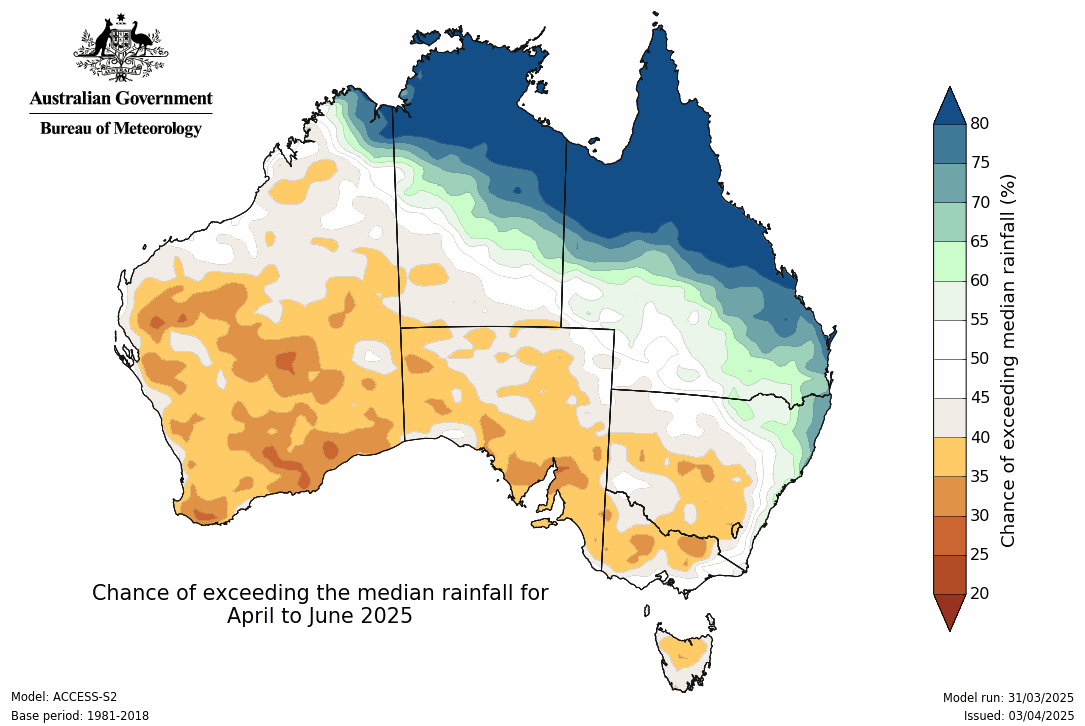 Australian Government
Bureau of Meteorology
80
75
70
65
60
55
50
45
40
35
30
25
20
Chance of exceeding median rainfall (%)
Chance of exceeding the median rainfall for
April to June 2025
Model: ACCESS-S2
Base period: 1981-2018
Model run: 31/03/2025
Issued: 03/04/2025